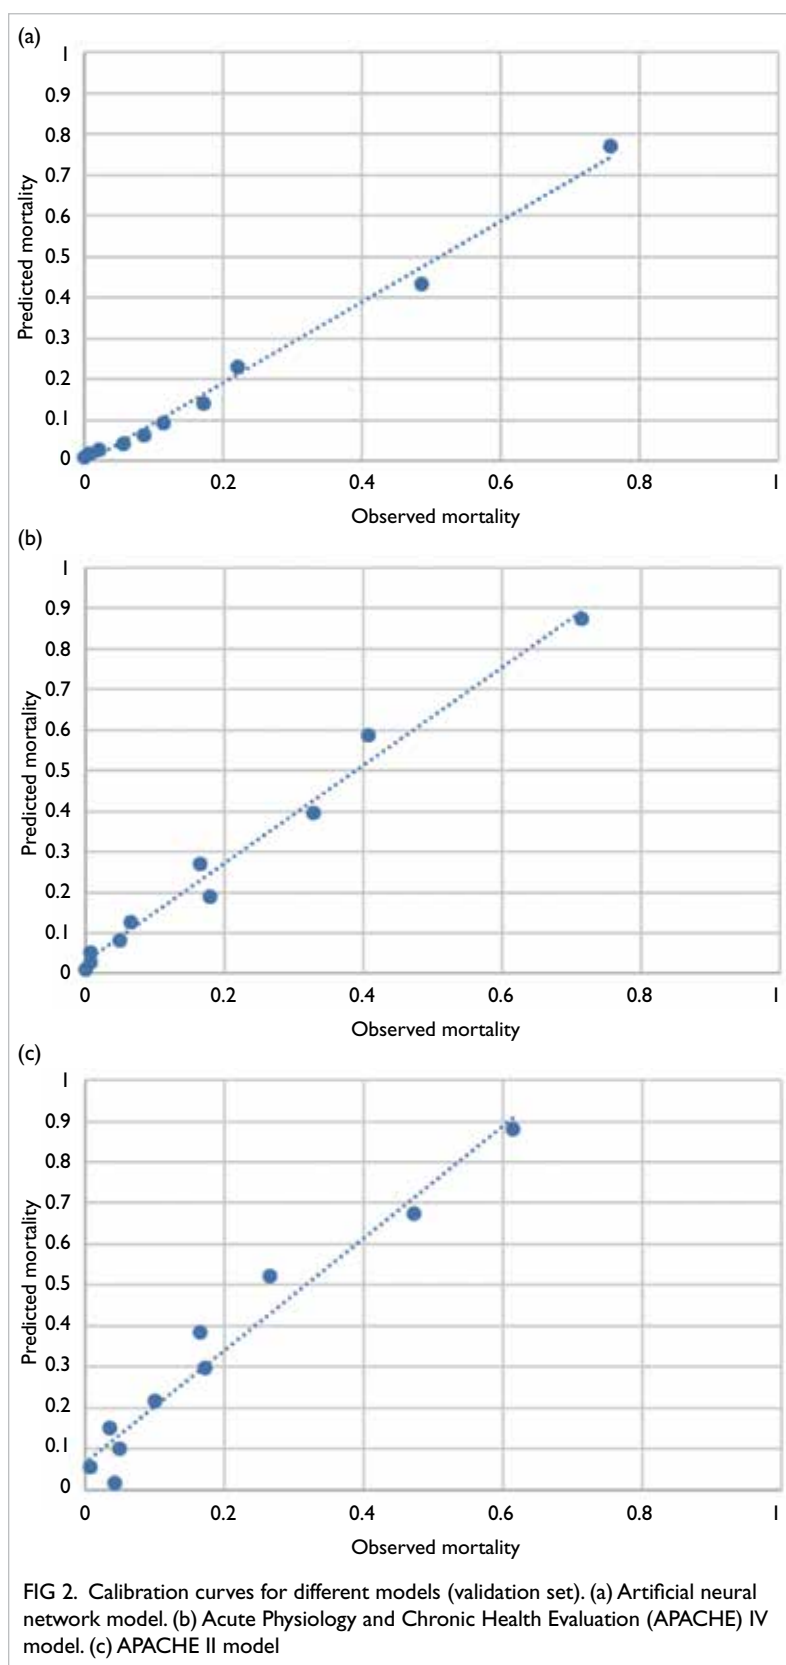 (a)
1
0.9
0.8
0.7
0.6
0.5
0.4
0.3
0.2
0.1
0
Predicted mortality
0 0.2 0.4 0.6 0.8 1
Observed mortality
(b)
1
0.9
0.8
0.7
0.6
0.5
0.4
0.3
0.2
0.1
0
Predicted mortality
0 0.2 0.4 0.6 0.8 1
Observed mortality
(c)
1
0.9
0.8
0.7
0.6
0.5
0.4
0.3
0.2
0.1
0
Predicted mortality
0 0.2 0.4 0.6 0.8 1
Observed mortality
FIG 2. Calibration curves for different models (validation set). (a) Artificial neural
network model. (b) Acute Physiology and Chronic Health Evaluation (APACHE) IV
model. (c) APACHE II model